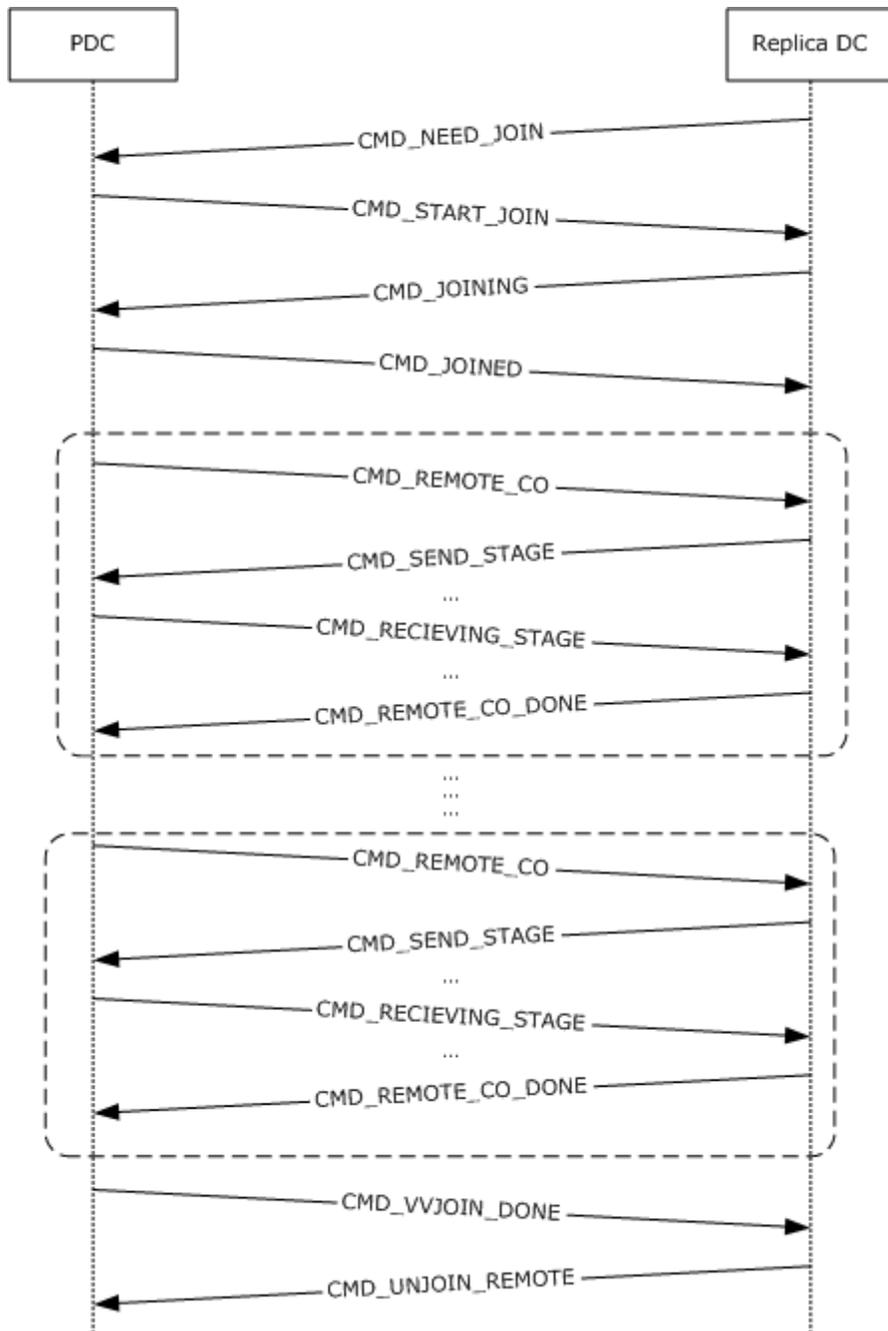 PDC
Replica DC
CMD_NEED_JOIN
CMD_START_JOIN
CMD_JOINING
CMD_JOINED
CMD_REMOTE_CO
CMD_SEND_STAGE
...
CMD_RECIEVING_STAGE
...
CMD_REMOTE_CO_DONE
...
...
...
CMD_REMOTE_CO
CMD_SEND_STAGE
...
CMD_RECIEVING_STAGE
...
CMD_REMOTE_CO_DONE
CMD_VVJOIN_DONE
CMD_UNJOIN_REMOTE